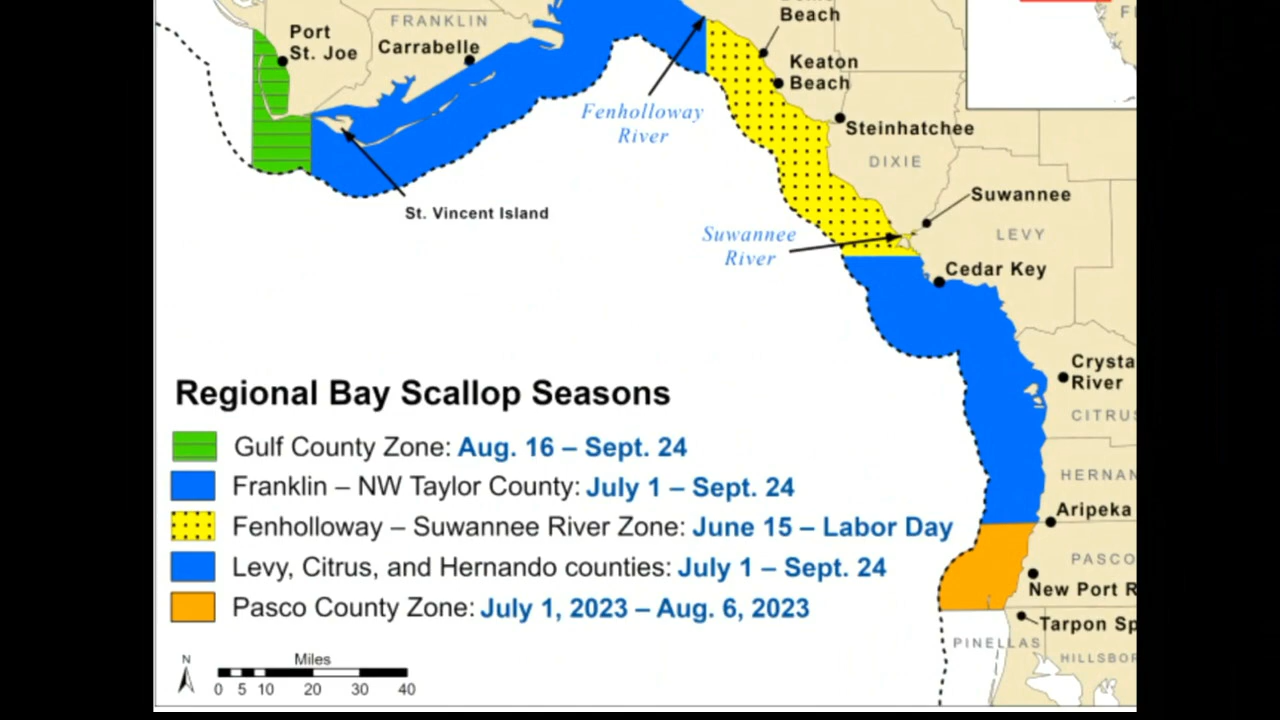 Beach
FRANKLIN
Port
St. Joe
Carrabelle
Keaton
Beach
Fenholloway
River
Steinhatchee
DIXIE
Suwannee
St. Vincent Island
Suwannee
River
LEVY
Cedar Key
Crysta
River
CITRUS
Regional Bay Scallop Seasons
Gulf County Zone: Aug. 16 – Sept. 24
HERNAN
Franklin – NW Taylor County: July 1 – Sept. 24
Aripeka
Fenholloway – Suwannee River Zone: June 15 – Labor Day
PASCO
Levy, Citrus, and Hernando counties: July 1 – Sept. 24
New Port R
Pasco County Zone: July 1, 2023 – Aug. 6, 2023
Tarpon Sp
PINELLAS
HILLSBOR
N
Miles
0 5 10 20 30 40